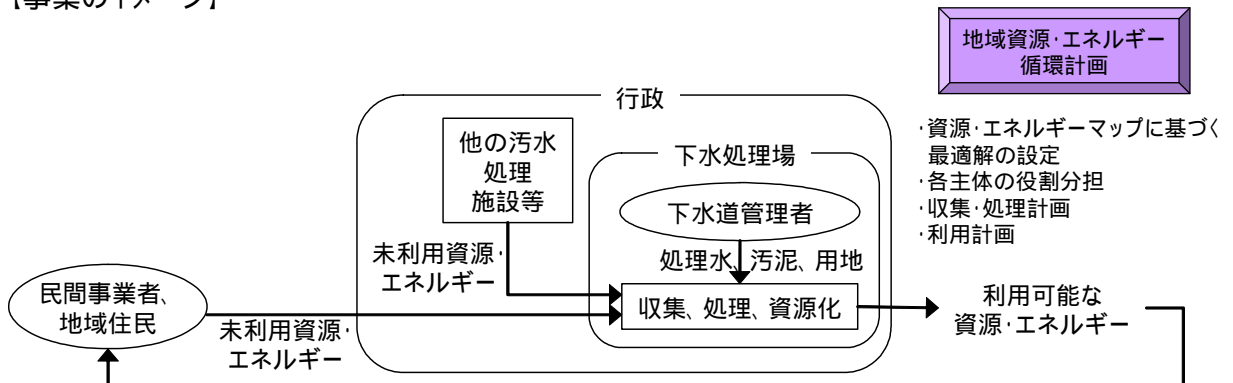 【事業のイメージ】
地域資源・エネルギー
循環計画
・資源・エネルギーマップに基づく
最適解の設定
・各主体の役割分担
・収集・処理計画
・利用計画
行政
他の汚水
処理
施設等
下水処理場
下水道管理者
処理水、汚泥、用地
未利用資源・
エネルギー
収集、処理、資源化
民間事業者、
地域住民
未利用資源・
エネルギー
利用可能な
資源・エネルギー